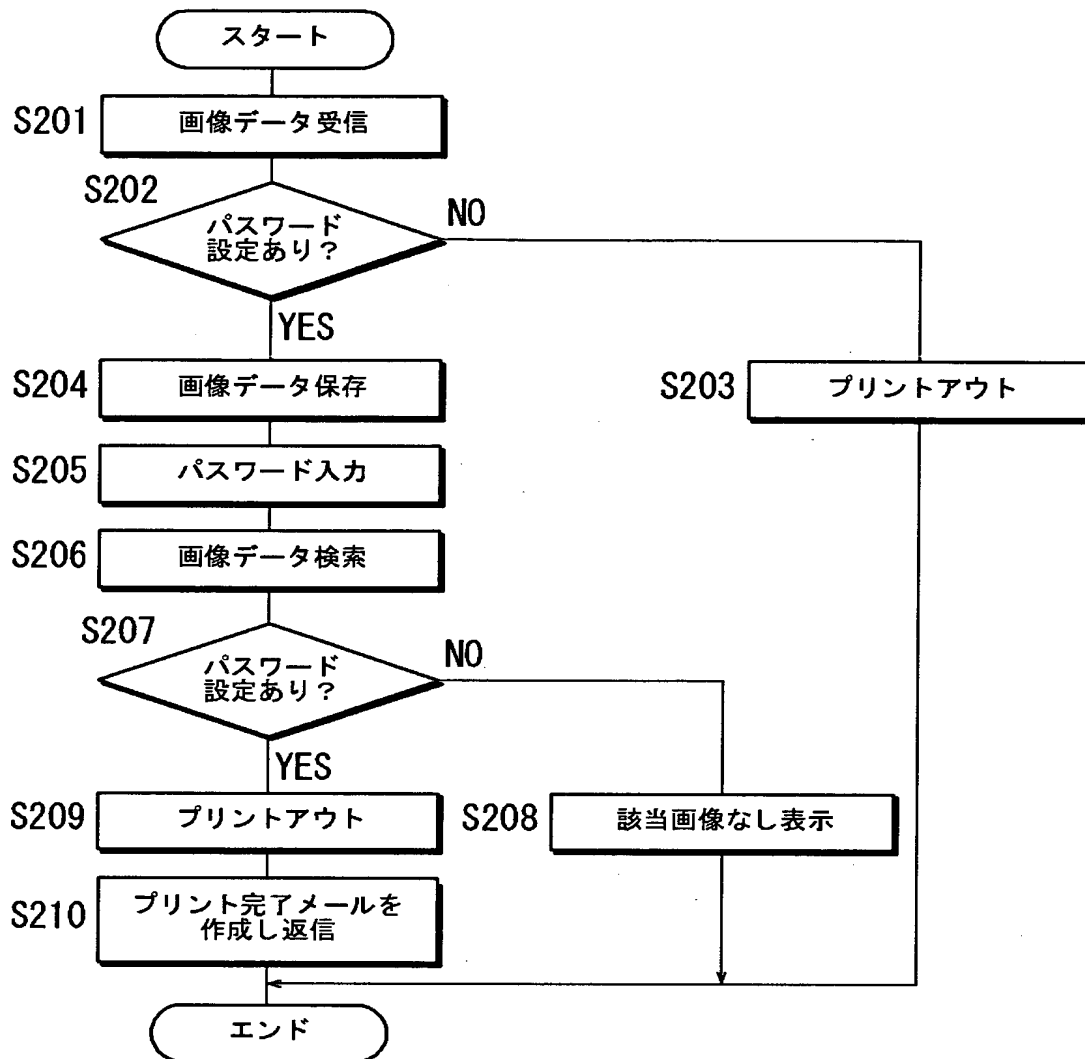 スタート
S201
画像データ受信
S202
パスワード
設定あり?
NO
YES
S204
画像データ保存
S203
プリントアウト
S205
パスワード入力
S206
画像データ検索
S207
パスワード
設定あり?
NO
YES
S209
プリントアウト
S208
該当画像なし表示
S210
プリント完了メールを
作成し返信
エンド